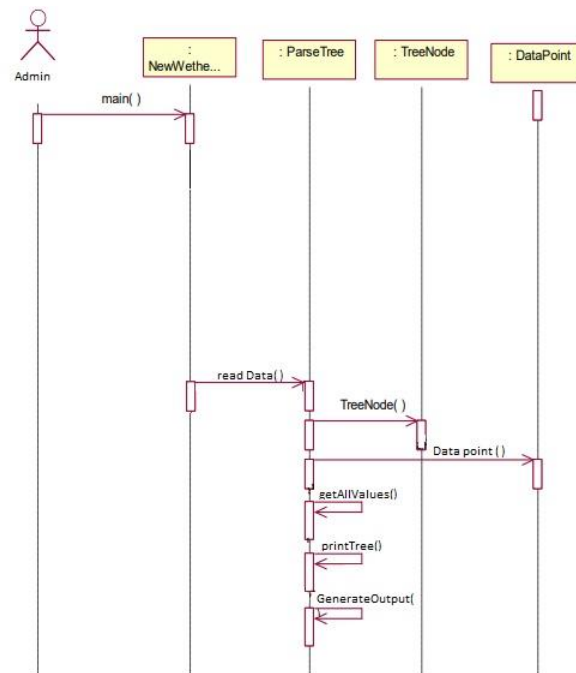 :
NewWethe...
: ParseTree
: TreeNode
: DataPoint
Admin
main( )
read Data( )
TreeNode( )
Data point ( )
getAllValues()
printTree()
GenerateOutput(